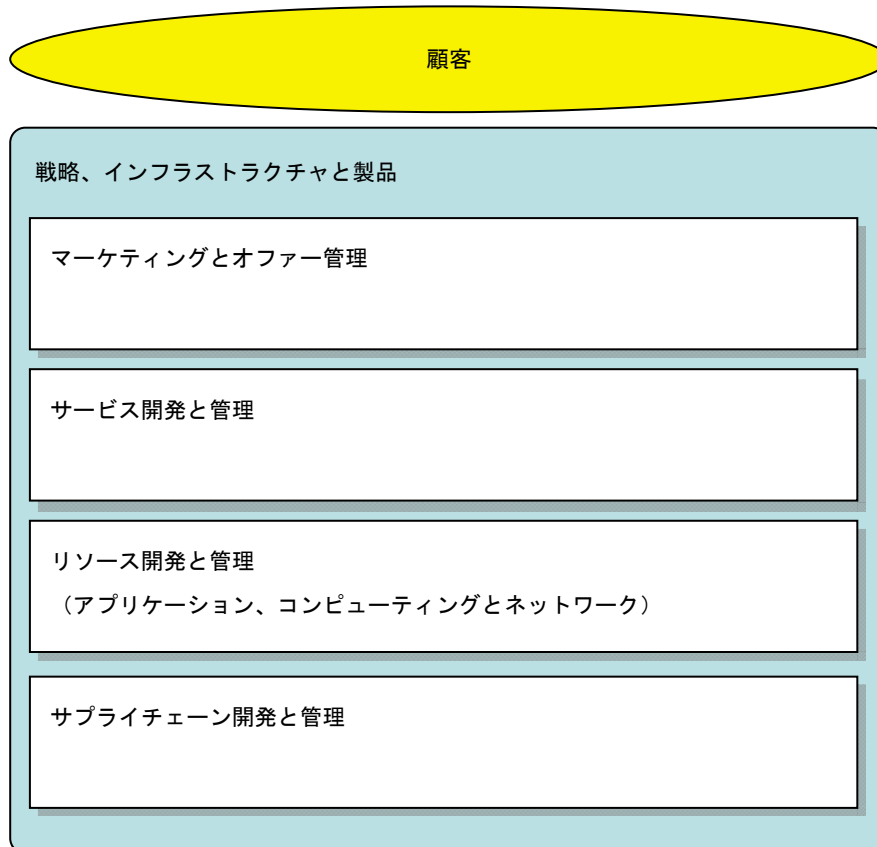 顧客
戦略、インフラストラクチャと製品
マーケティングとオファー管理
サービス開発と管理
リソース開発と管理
（アプリケーション、コンピューティングとネットワーク）
サプライチェーン開発と管理